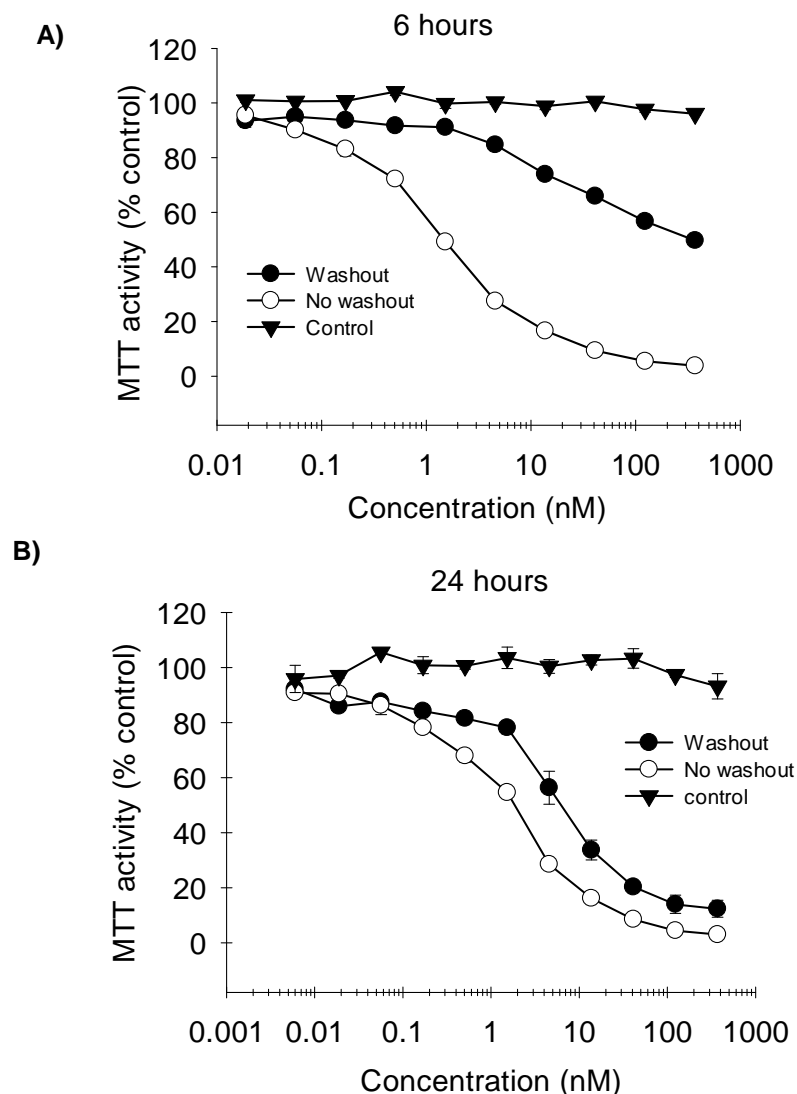 A)
6 hours
120
100
80
60
40
20
0
MTT activity (% control)
Washout
No washout
Control
0.01 0.1 1 10 100 1000
Concentration (nM)
B)
24 hours
120
100
80
60
40
20
0
MTT activity (% control)
Washout
No washout
control
0.001 0.01 0.1 1 10 100 1000
Concentration (nM)